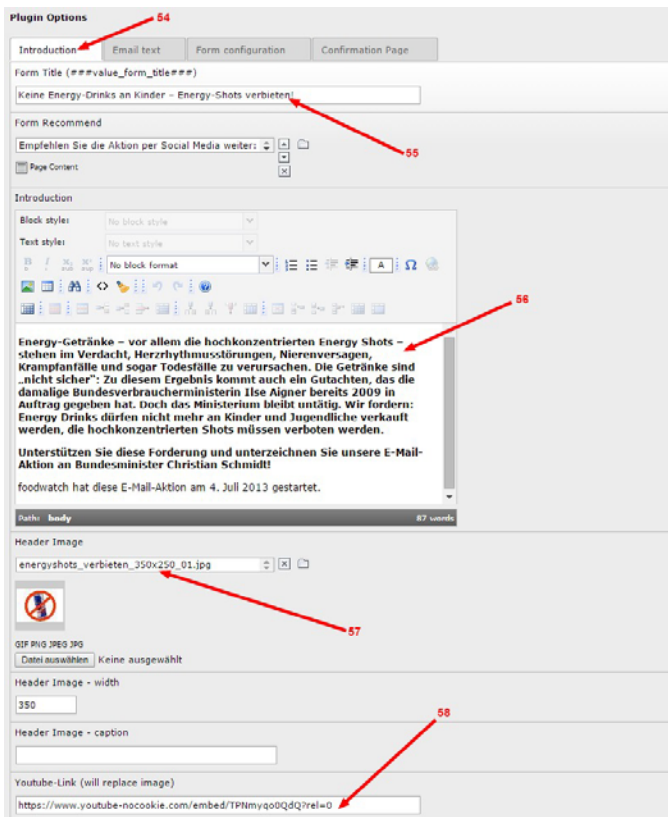 Plugin Options
54
Introduction Email text Form configuration Confirmation Page
Form Title (###value_form_title###)
Keine Energy-Drinks an Kinder – Energy-Shots verbieten!
Form Recommend
55
Empfehlen Sie die Aktion per Social Media weiter:
Page Content
Introduction
Block style: No block style
Text style: No text style
No block format
56
Energy-Getränke – vor allem die hochkonzentrierten Energy Shots –
stehen im Verdacht, Herzrhythmusstörungen, Nierenversagen,
Krampfanfälle und sogar Todesfälle zu verursachen. Die Getränke sind
„nicht sicher“: Zu diesem Ergebnis kommt auch ein Gutachten, das die
damalige Bundesverbraucherministerin Ilse Aigner bereits 2009 in
Auftrag gegeben hat. Doch das Ministerium bleibt untätig. Wir fordern:
Energy Drinks dürfen nicht mehr an Kinder und Jugendliche verkauft
werden, die hochkonzentrierten Shots müssen verboten werden.
Unterstützen Sie diese Forderung und unterzeichnen Sie unsere E-Mail-
Aktion an Bundesminister Christian Schmidt!
foodwatch hat diese E-Mail-Aktion am 4. Juli 2013 gestartet.
Path: body 87 words
Header Image
energyshots_verbieten_350x250_01.jpg
57
GIF PNG JPEG JPG
Datei auswählen Keine ausgewählt
Header Image - width
350
58
Header Image - caption
Youtube-Link (will replace image)
https://www.youtube-nocookie.com/embed/TPNmyqo0QdQ?rel=0